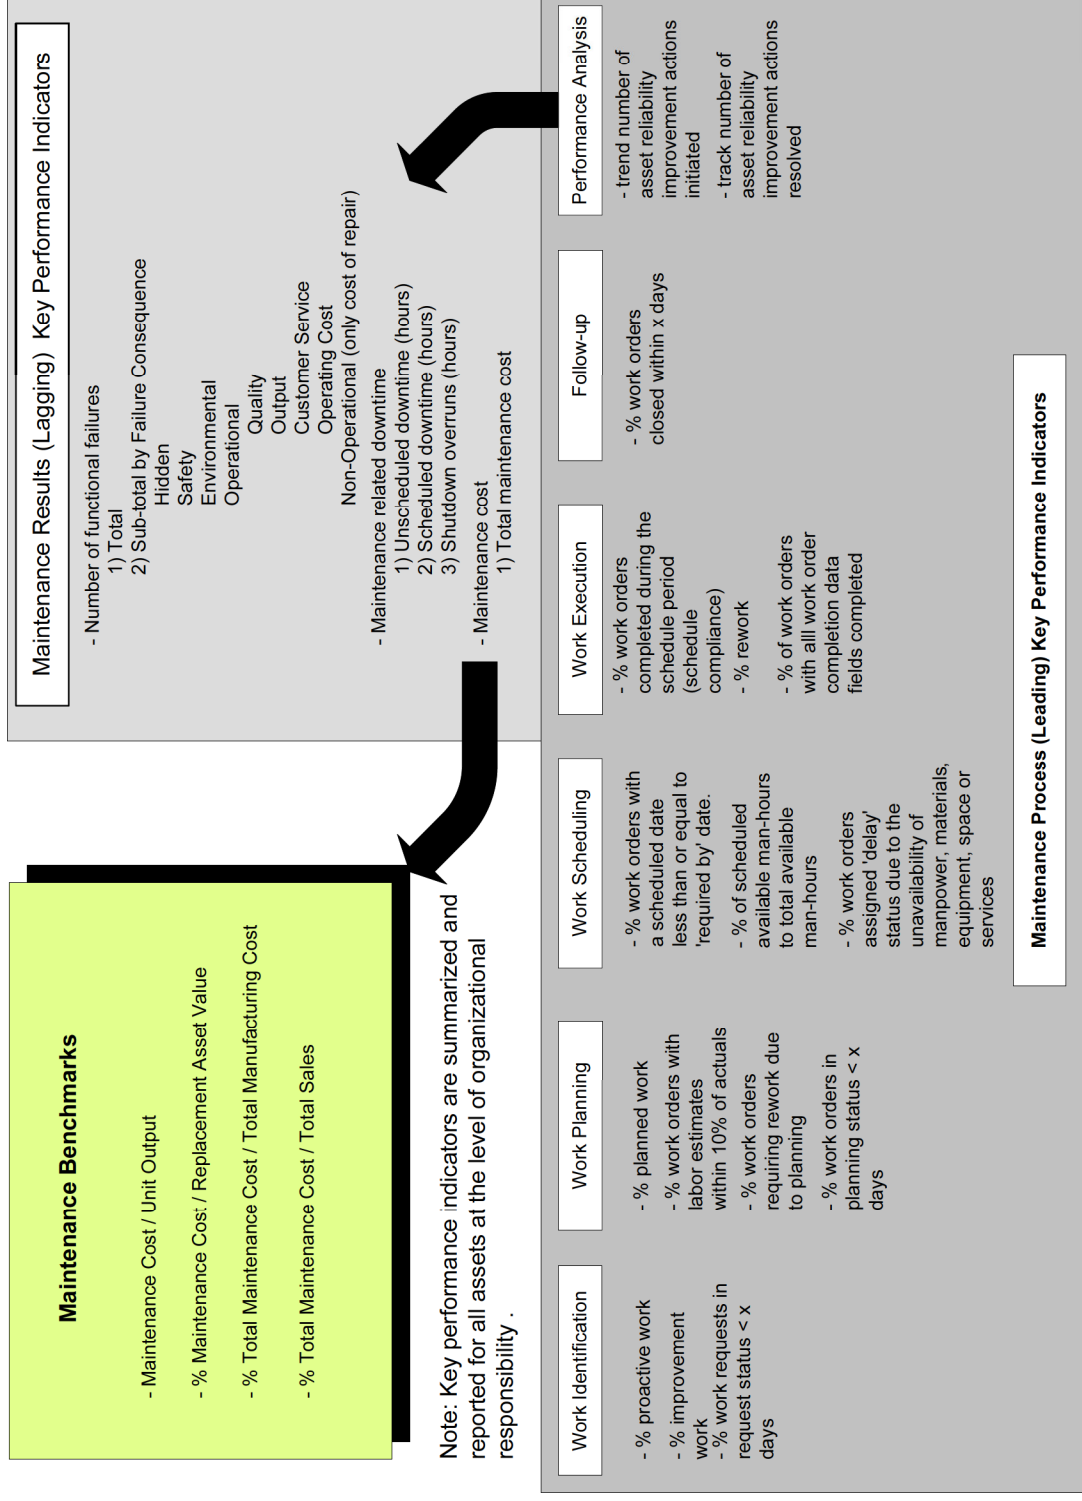 Maintenance Benchmarks
- Maintenance Cost / Unit Output
- % Maintenance Cost / Replacement Asset Value
- % Total Maintenance Cost / Total Manufacturing Cost
- % Total Maintenance Cost / Total Sales
Note: Key performance indicators are summarized and
reported for all assets at the level of organizational
responsibility .
Maintenance Results (Lagging) Key Performance Indicators
- Number of functional failures
1) Total
2) Sub-total by Failure Consequence
Hidden
Safety
Environmental
Operational
Quality
Output
Customer Service
Operating Cost
Non-Operational (only cost of repair)
- Maintenance related downtime
1) Unscheduled downtime (hours)
2) Scheduled downtime (hours)
3) Shutdown overruns (hours)
- Maintenance cost
1) Total maintenance cost
Work Identification
- % proactive work
- % improvement
work
- % work requests in
request status < x
days
Work Planning
- % planned work
- % work orders with
labor estimates
within 10% of actuals
- % work orders
requiring rework due
to planning
- % work orders in
planning status < x
days
Work Scheduling
- % work orders with
a scheduled date
less than or equal to
'required by' date.
- % of scheduled
available man-hours
to total available
man-hours
- % work orders
assigned 'delay'
status due to the
unavailability of
manpower, materials,
equipment, space or
services
Work Execution
- % work orders
completed during the
schedule period
(schedule
compliance)
- % rework
- % of work orders
with alll work order
completion data
fields completed
Follow-up
- % work orders
closed within x days
Performance Analysis
- trend number of
asset reliability
improvement actions
initiated
- track number of
asset reliability
improvement actions
resolved
Maintenance Process (Leading) Key Performance Indicators